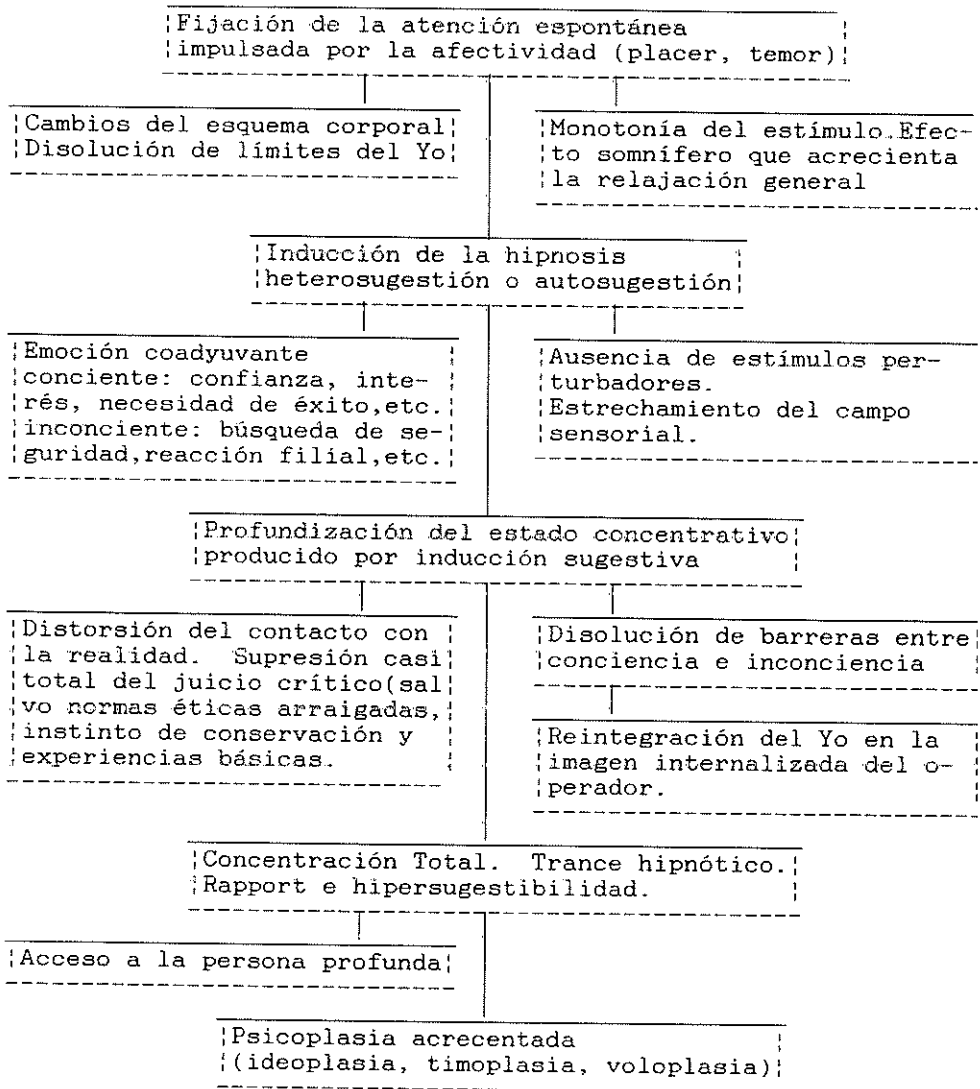 Fijación de la atención espontánea
impulsada por la afectividad (placer, temor)
Cambios del esquema corporal
Disolución de límites del Yo
Monotonía del estímulo.Efec-
to somnífero que acrecienta
la relajación general
Inducción de la hipnosis
heterosugestión o autosugestión
Emoción coadyuvante
conciente: confianza, inte-
rés, necesidad de éxito,etc.
inconciente: búsqueda de se-
guridad,reacción filial,etc.
Ausencia de estímulos per-
turbadores.
Estrechamiento del campo
sensorial.
Profundización del estado concentrativo
producido por inducción sugestiva
Distorsión del contacto con
la realidad. Supresión casi
total del juicio crítico(sal
vo normas éticas arraigadas,
instinto de conservación y
experiencias básicas.
Disolución de barreras entre
conciencia e inconciencia
Reintegración del Yo en la
imagen internalizada del o-
perador.
Concentración Total. Trance hipnótico.
Rapport e hipersugestibilidad.
Acceso a la persona profunda
Psicoplasia acrecentada
(ideoplasia, timoplasia, voloplasia)